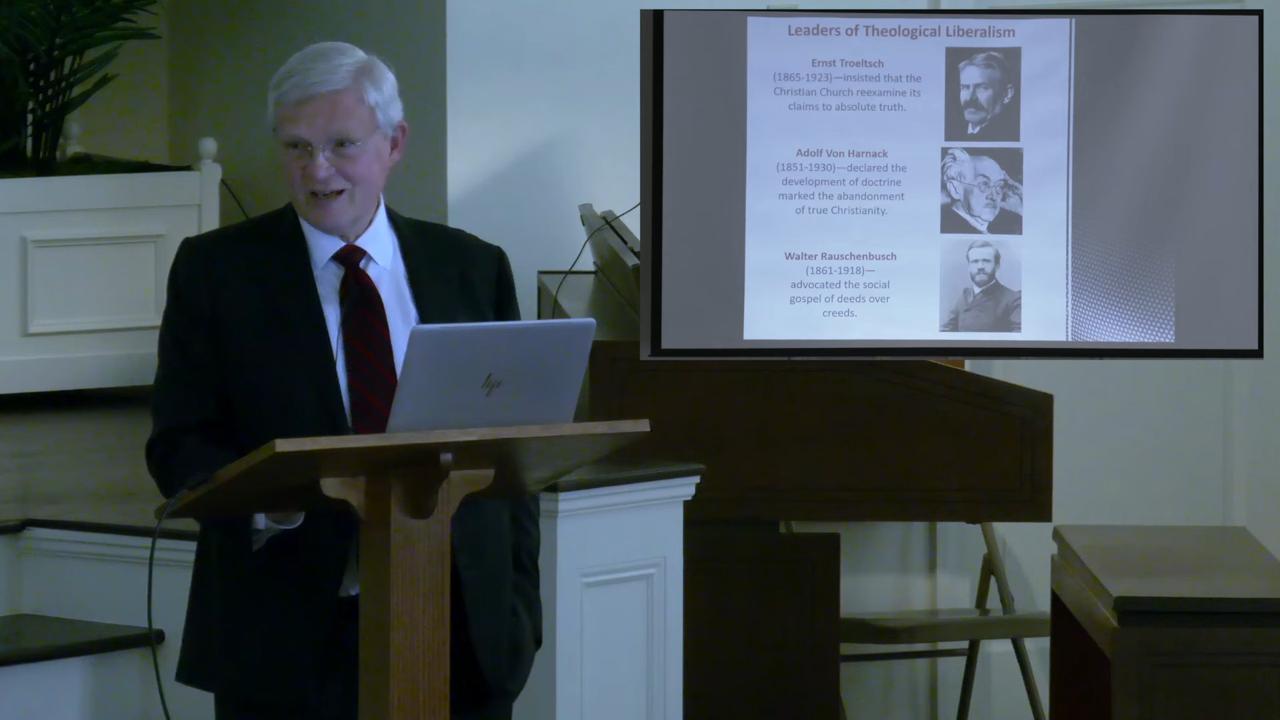 Leaders of Theological Liberalism
Ernst Troeltsch
(1865-1923)—insisted that the
Christian Church reexamine its
claims to absolute truth.
Adolf Von Harnack
(1851-1930)—declared the
development of doctrine
marked the abandonment
of true Christianity.
Walter Rauschenbusch
(1861-1918)—
advocated the social
gospel of deeds over
creeds.
hp